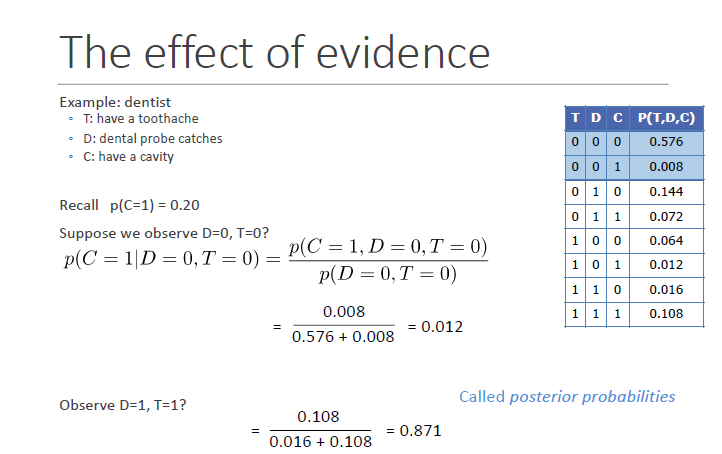 The effect of evidence
Example: dentist
◦ T: have a toothache
◦ D: dental probe catches
◦ C: have a cavity
Recall p(C=1) = 0.20
Suppose we observe D=0, T=0?
p(C = 1|D = 0, T = 0) = p(C = 1, D = 0, T = 0)
p(D = 0, T = 0)
= 0.008
0.576 + 0.008 = 0.012
Observe D=1, T=1?
= 0.108
0.016 + 0.108 = 0.871
Called posterior probabilities
T D C P(T,D,C)
0 0 0 0.576
0 0 1 0.008
0 1 0 0.144
0 1 1 0.072
1 0 0 0.064
1 0 1 0.012
1 1 0 0.016
1 1 1 0.108